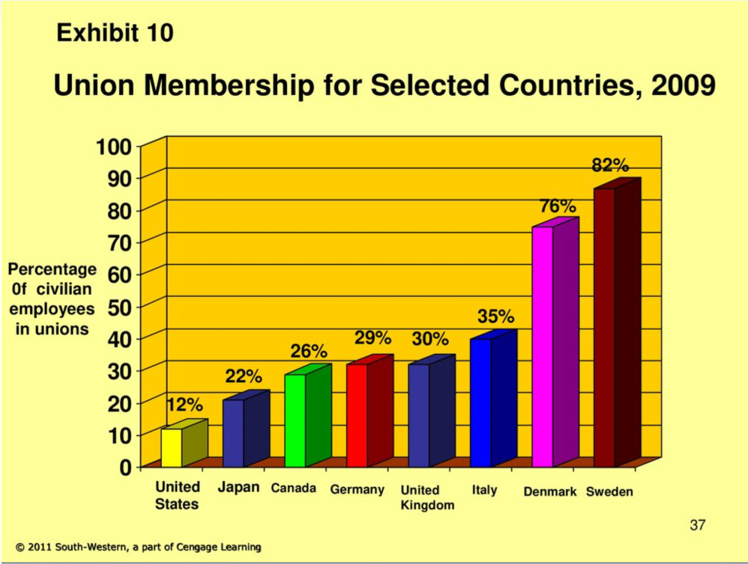 Exhibit 10
Union Membership for Selected Countries, 2009
100
90
80
70
60
50
40
30
20
10
0
Percentage
0f civilian
employees
in unions
12%
22%
26%
29%
30%
35%
76%
82%
United
States
Japan
Canada
Germany
United
Kingdom
Italy
Denmark
Sweden
37
© 2011 South-Western, a part of Cengage Learning